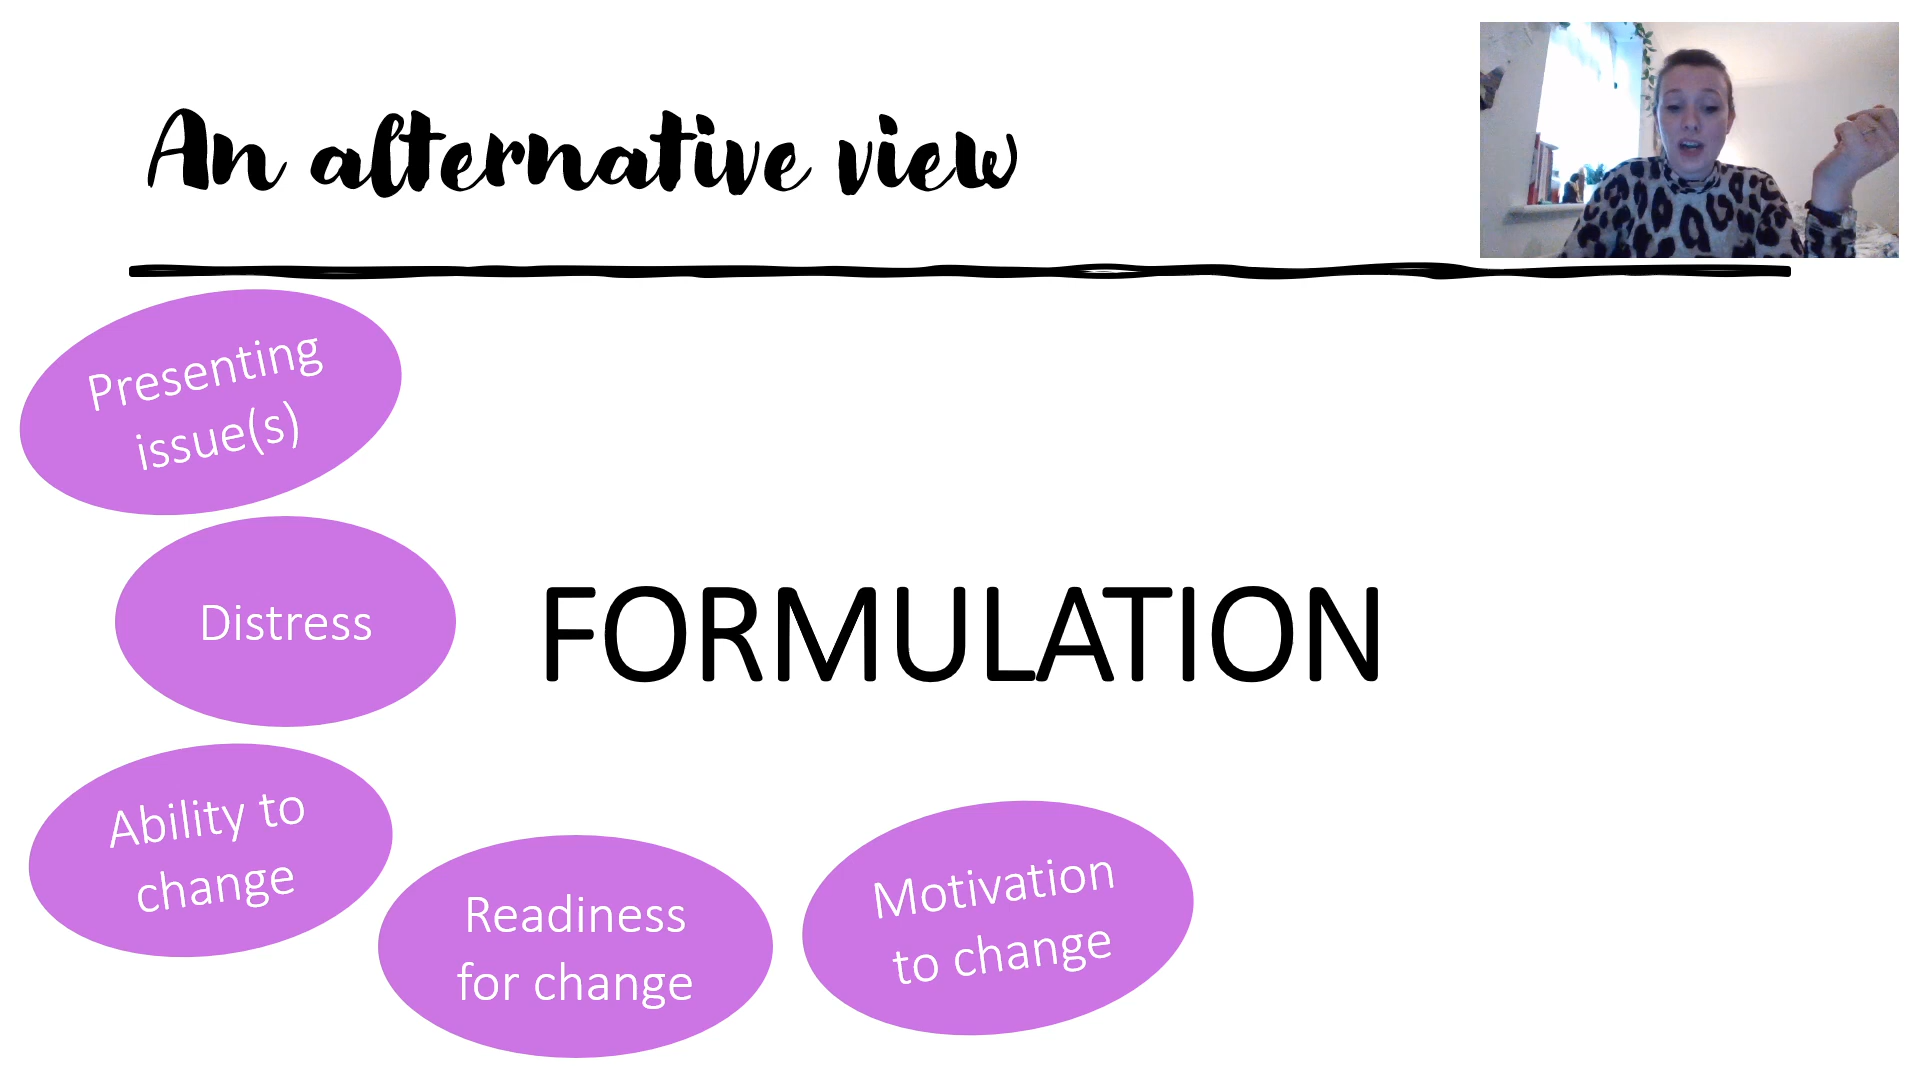 An alternative view
Presenting
issue(s)
Distress
FORMULATION
Ability to
change
Readiness
for change
Motivation
to change